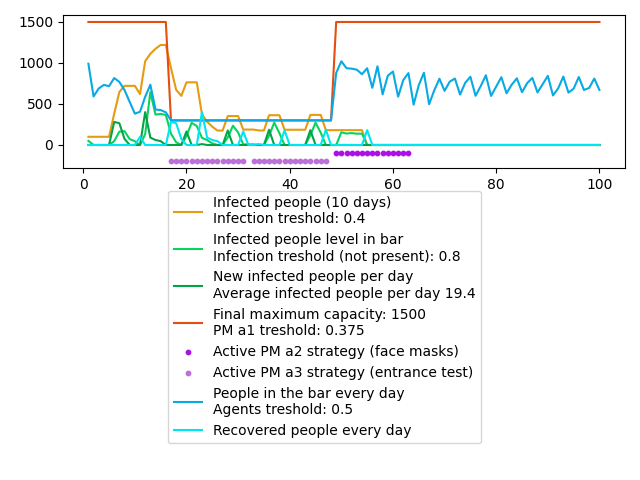 1500
1000
500
0
0 20 40 60 80 100
Infected people (10 days)
Infection treshold: 0.4
Infected people level in bar
Infection treshold (not present): 0.8
New infected people per day
Average infected people per day 19.4
Final maximum capacity: 1500
PM a1 treshold: 0.375
Active PM a2 strategy (face masks)
Active PM a3 strategy (entrance test)
People in the bar every day
Agents treshold: 0.5
Recovered people every day